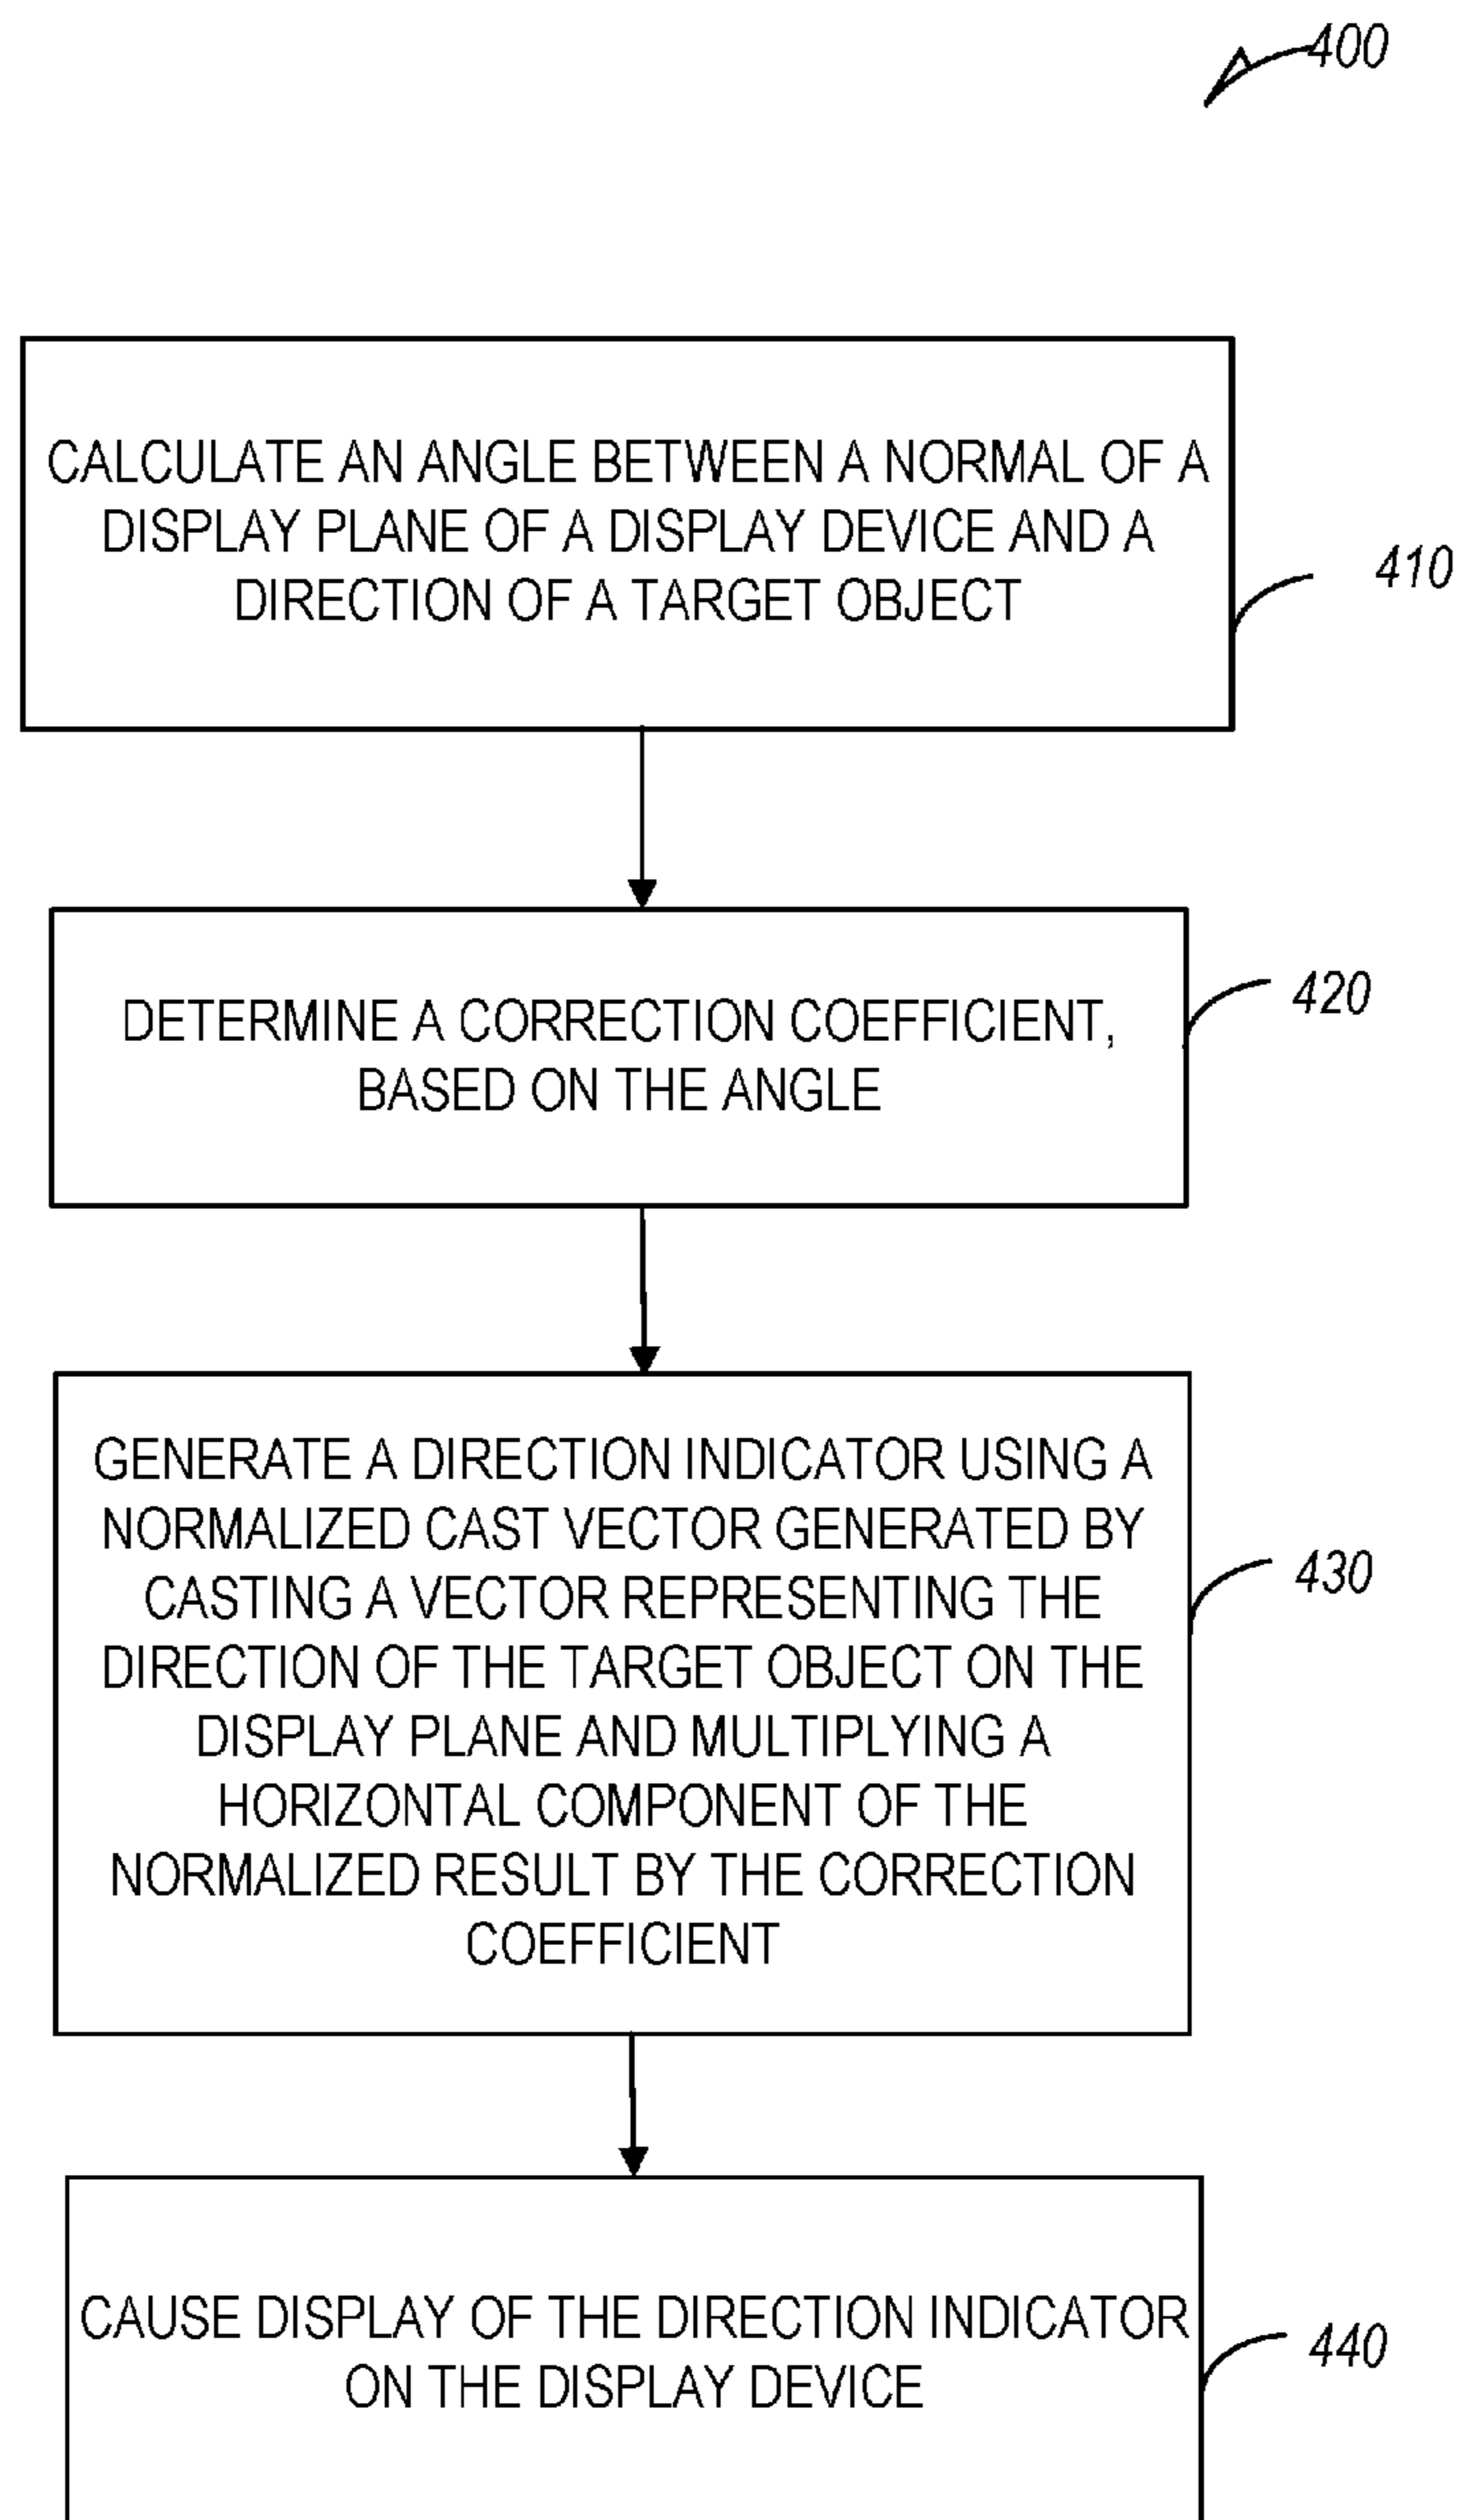 400
CALCULATE AN ANGLE BETWEEN A NORMAL OF A
DISPLAY PLANE OF A DISPLAY DEVICE AND A
DIRECTION OF A TARGET OBJECT
410
DETERMINE A CORRECTION COEFFICIENT,
BASED ON THE ANGLE
420
GENERATE A DIRECTION INDICATOR USING A
NORMALIZED CAST VECTOR GENERATED BY
CASTING A VECTOR REPRESENTING THE
DIRECTION OF THE TARGET OBJECT ON THE
DISPLAY PLANE AND MULTIPLYING A
HORIZONTAL COMPONENT OF THE
NORMALIZED RESULT BY THE CORRECTION
COEFFICIENT
430
CAUSE DISPLAY OF THE DIRECTION INDICATOR
ON THE DISPLAY DEVICE
440